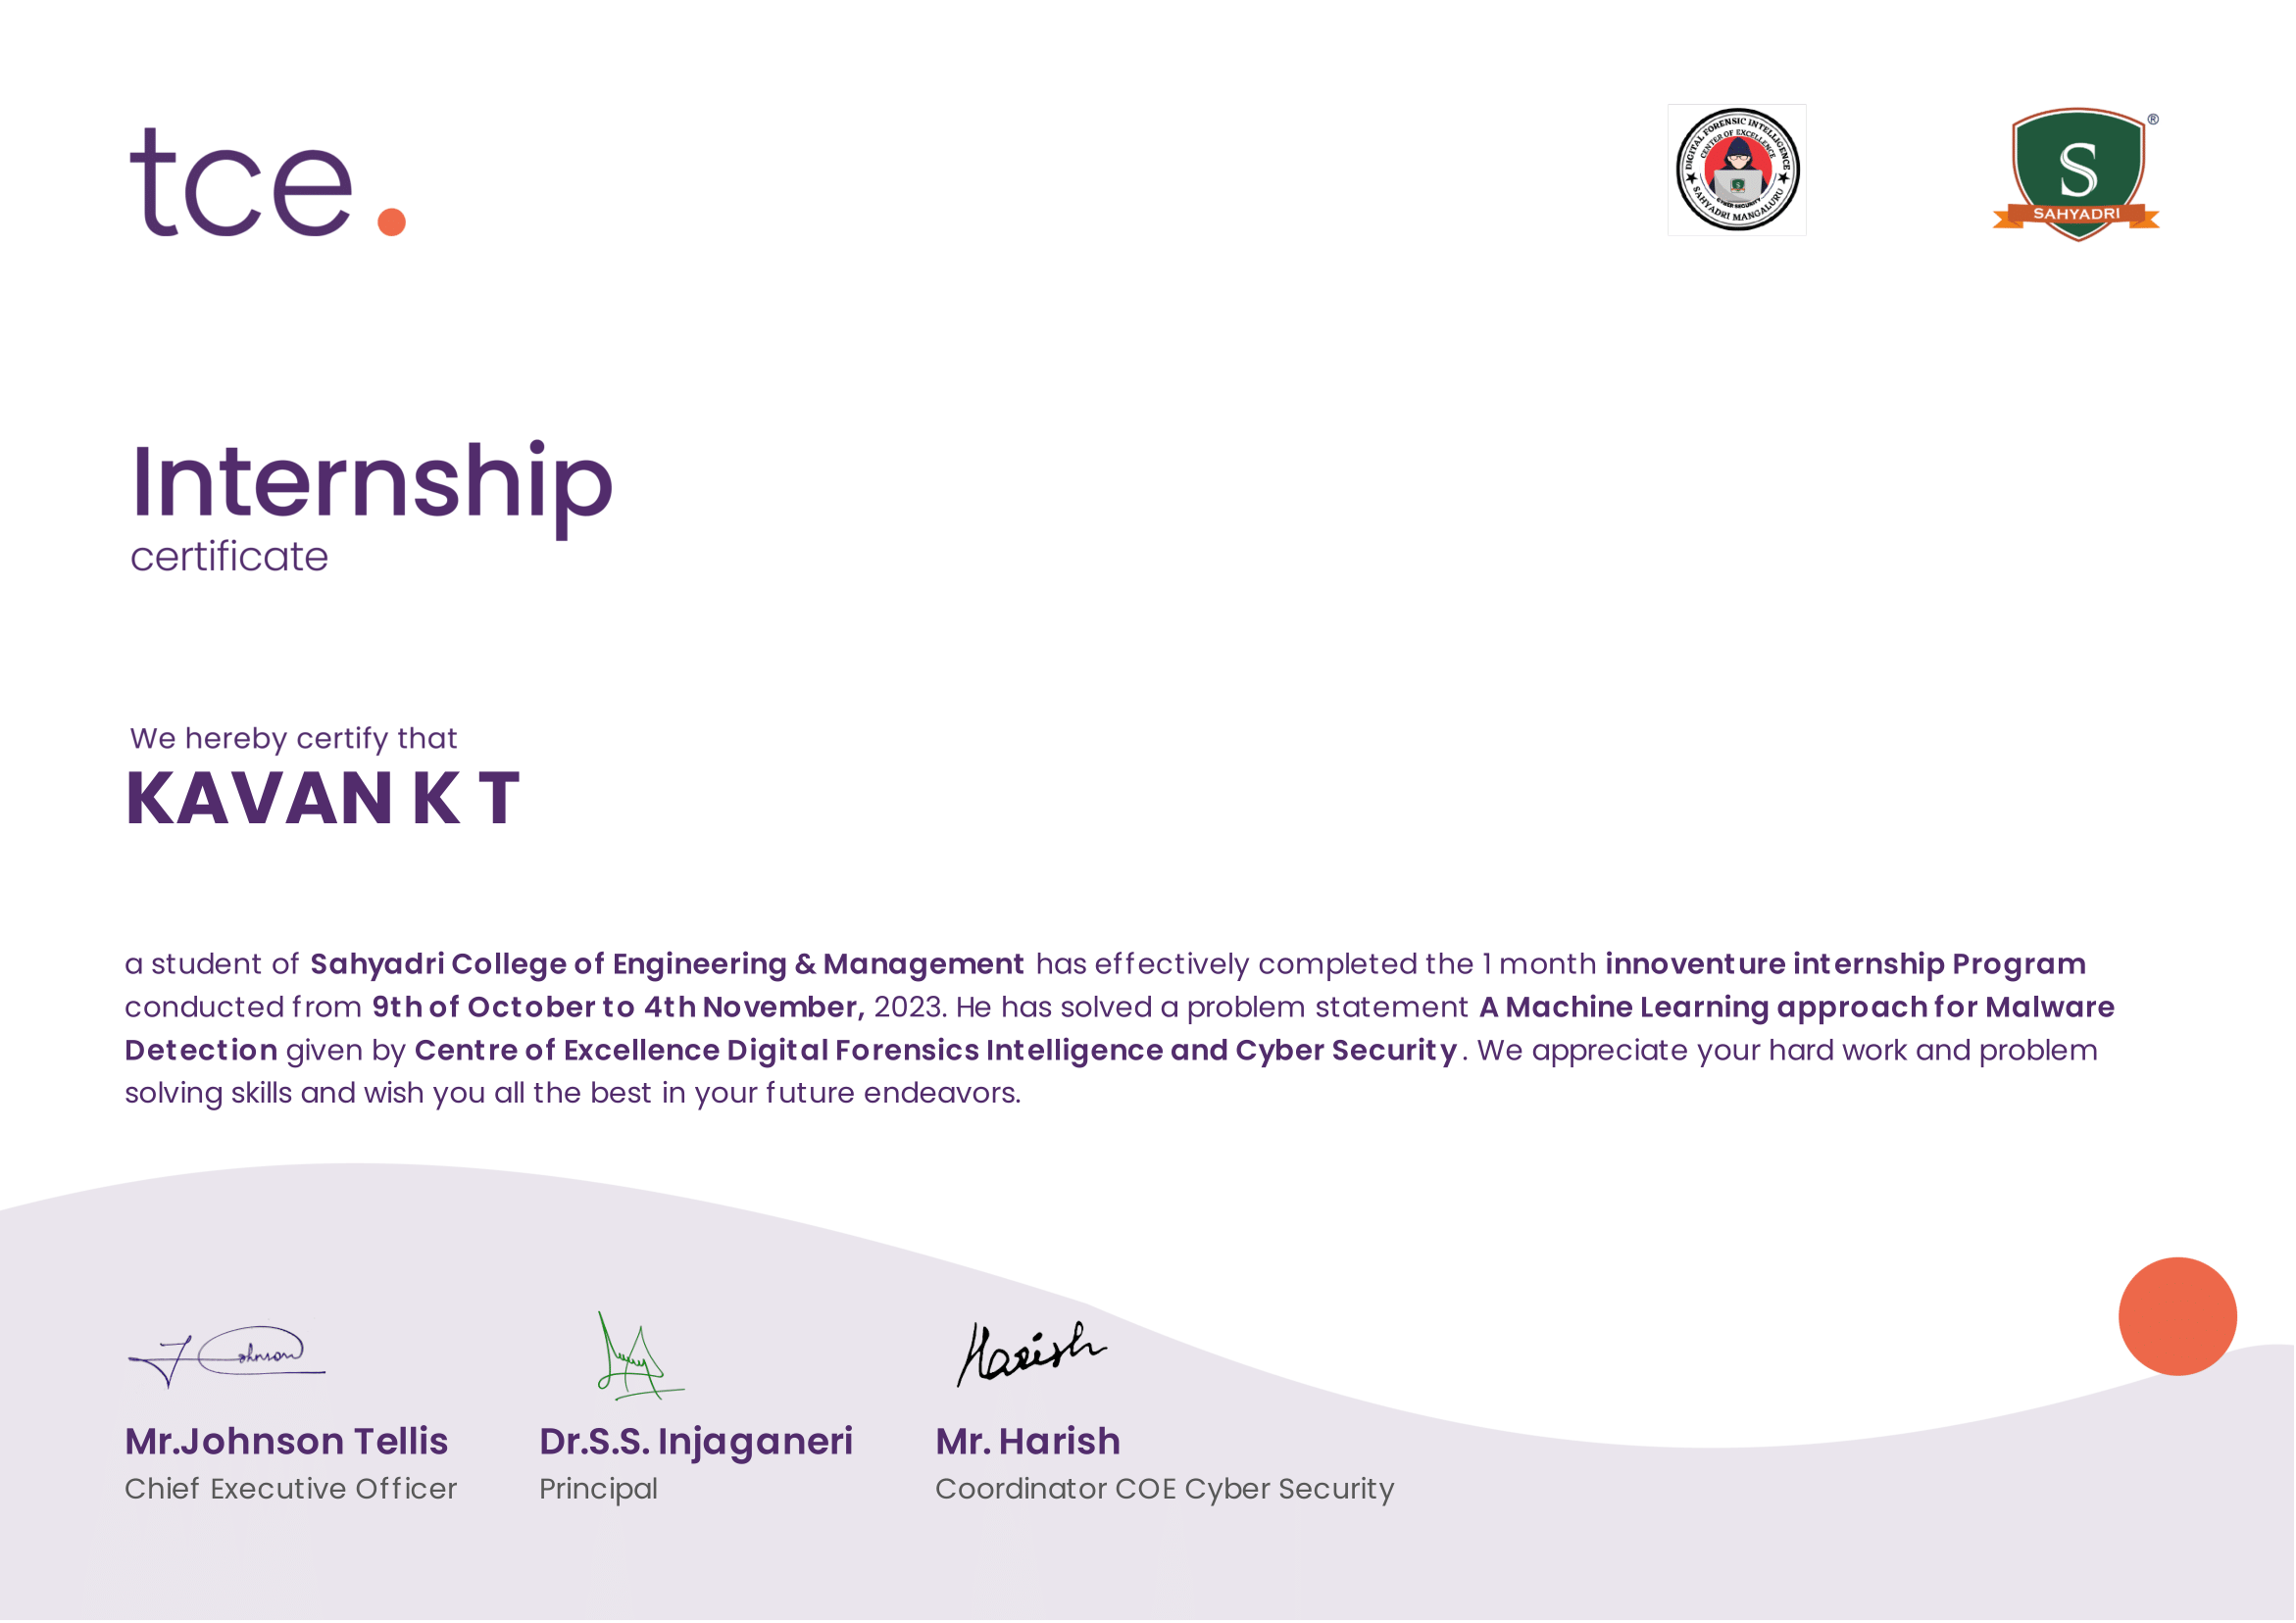 tce.
DIGITAL FORENSIC INTELLIGENCE
CENTER OF EXCELLENCE
CYBER SECURITY
SAHYADRI MANGALURU
S
SAHYADRI
®
Internship
certificate
We hereby certify that
KAVAN K T
a student of Sahyadri College of Engineering & Management has effectively completed the 1 month innoventure internship Program
conducted from 9th of October to 4th November, 2023. He has solved a problem statement A Machine Learning approach for Malware
Detection given by Centre of Excellence Digital Forensics Intelligence and Cyber Security. We appreciate your hard work and problem
solving skills and wish you all the best in your future endeavors.
J Johnson
Harish
Mr.Johnson Tellis
Dr.S.S. Injaganeri
Mr. Harish
Chief Executive Officer
Principal
Coordinator COE Cyber Security